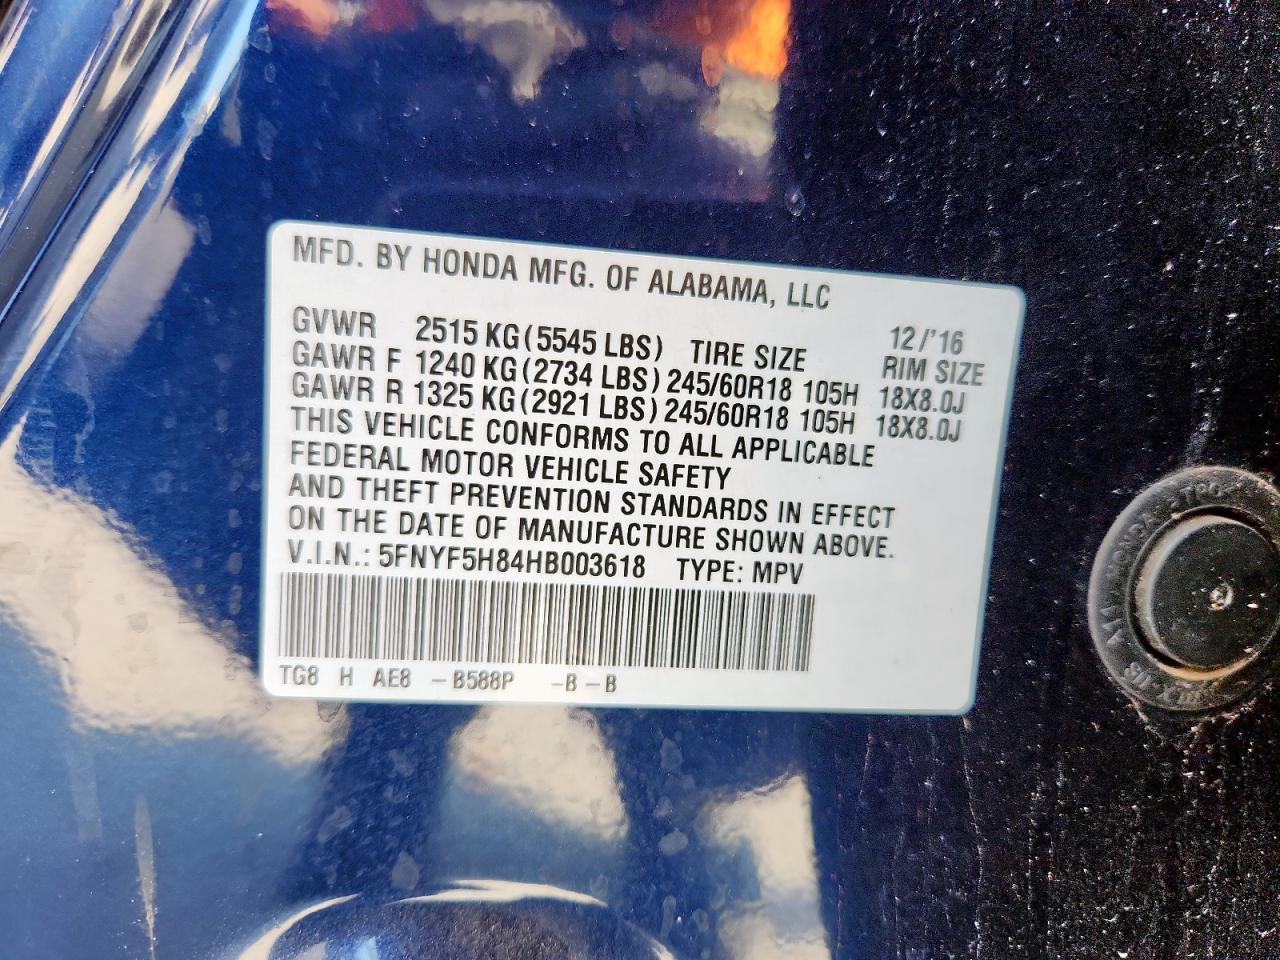 MFD. BY HONDA MFG. OF ALABAMA, LLC
12/'16
GVWR 2515 KG(5545 LBS) TIRE SIZE RIM SIZE
GAWR F 1240 KG(2734 LBS) 245/60R18 105H 18X8.0J
GAWR R 1325 KG(2921 LBS) 245/60R18 105H 18X8.0J
THIS VEHICLE CONFORMS TO ALL APPLICABLE
FEDERAL MOTOR VEHICLE SAFETY
AND THEFT PREVENTION STANDARDS IN EFFECT
ON THE DATE OF MANUFACTURE SHOWN ABOVE.
V.I.N.: 5FNYF5H84HB003618 TYPE: MPV
TG8 H AE8 -B588P -B -B
HONDA